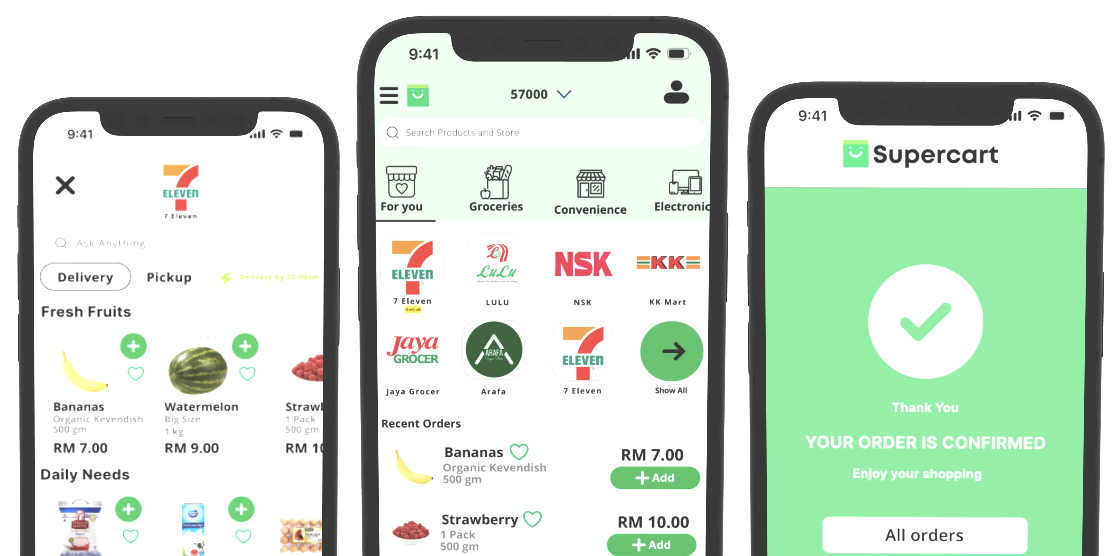 9:41
7
ELEVEN
7 Eleven
Ask Anything
Delivery
Pickup
Delivery by 10:00am
Fresh Fruits
Bananas
Organic Kevendish
500 gm
RM 7.00
Watermelon
Big Size
1 kg
RM 9.00
Strawb
1 Pack
500 gm
RM 10
Daily Needs
9:41
57000
Search Products and Store
For you
Groceries
Convenience
Electronic
7
ELEVEN
7 Eleven
LuLu
LULU
NSK
NSK
KK
KK Mart
Jaya
GROCER
Jaya Grocer
ARAFA
Arafa
7
ELEVEN
7 Eleven
Show All
Recent Orders
Bananas
Organic Kevendish
500 gm
RM 7.00
Add
Strawberry
1 Pack
500 gm
RM 10.00
Add
9:41
Supercart
Thank You
YOUR ORDER IS CONFIRMED
Enjoy your shopping
All orders